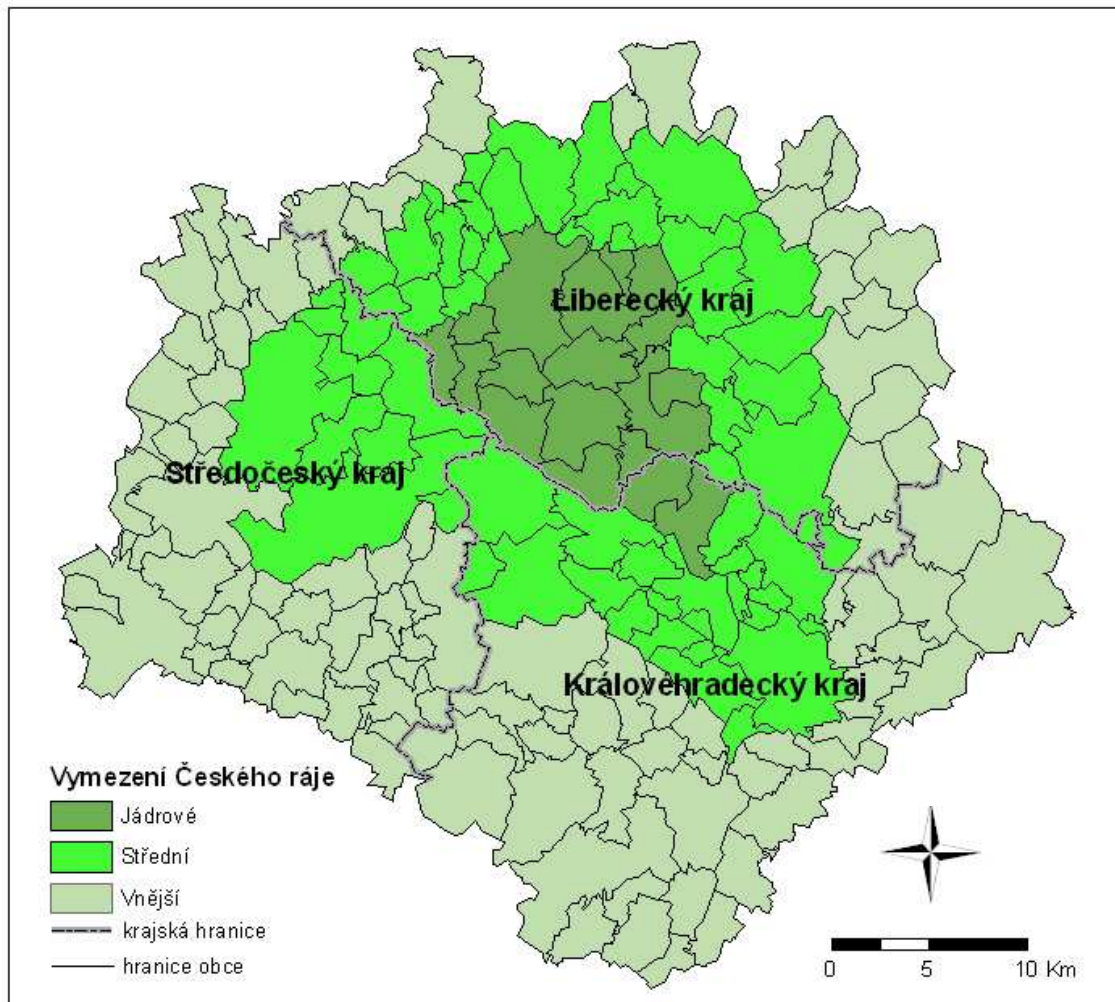 Liberecký kraj
Středočeský kraj
Královéhradecký kraj
Vymezení Českého ráje
Jádrové
Střední
Vnější
krajská hranice
hranice obce
0 5 10 Km